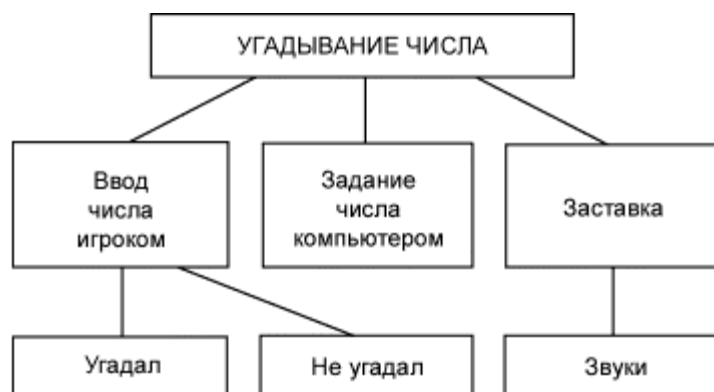 УГАДЫВАНИЕ ЧИСЛА
Ввод
числа
игроком
Задание
числа
компьютером
Заставка
Угадал
Не угадал
Звуки